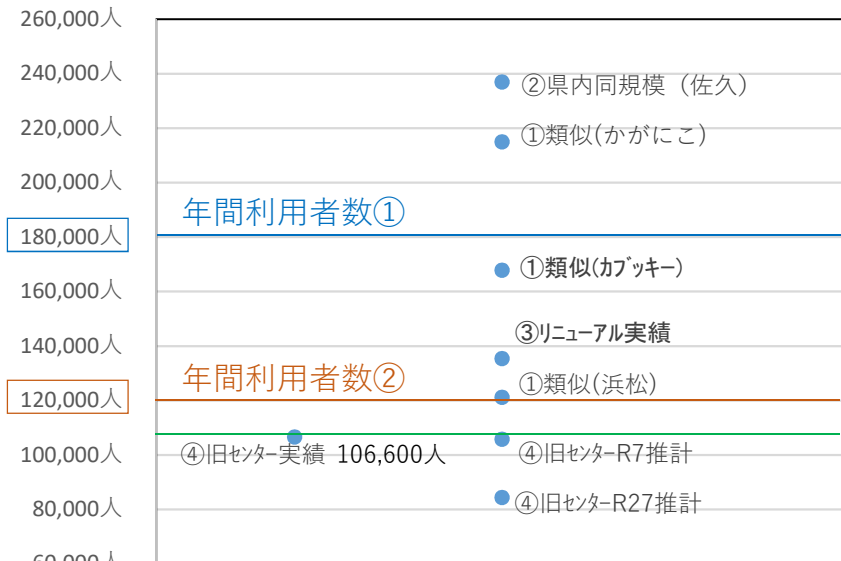 260,000人
240,000人
②県内同規模（佐久）
220,000人
①類似(かがにこ)
200,000人
年間利用者数①
180,000人
①類似(ｶﾌﾞｯｷｰ)
160,000人
③ﾘﾆｭｰｱﾙ実績
140,000人
年間利用者数②
①類似(浜松)
120,000人
100,000人
④旧ｾﾝﾀｰ実績 106,600人
④旧ｾﾝﾀｰR7推計
80,000人
④旧ｾﾝﾀｰR27推計
60,000人